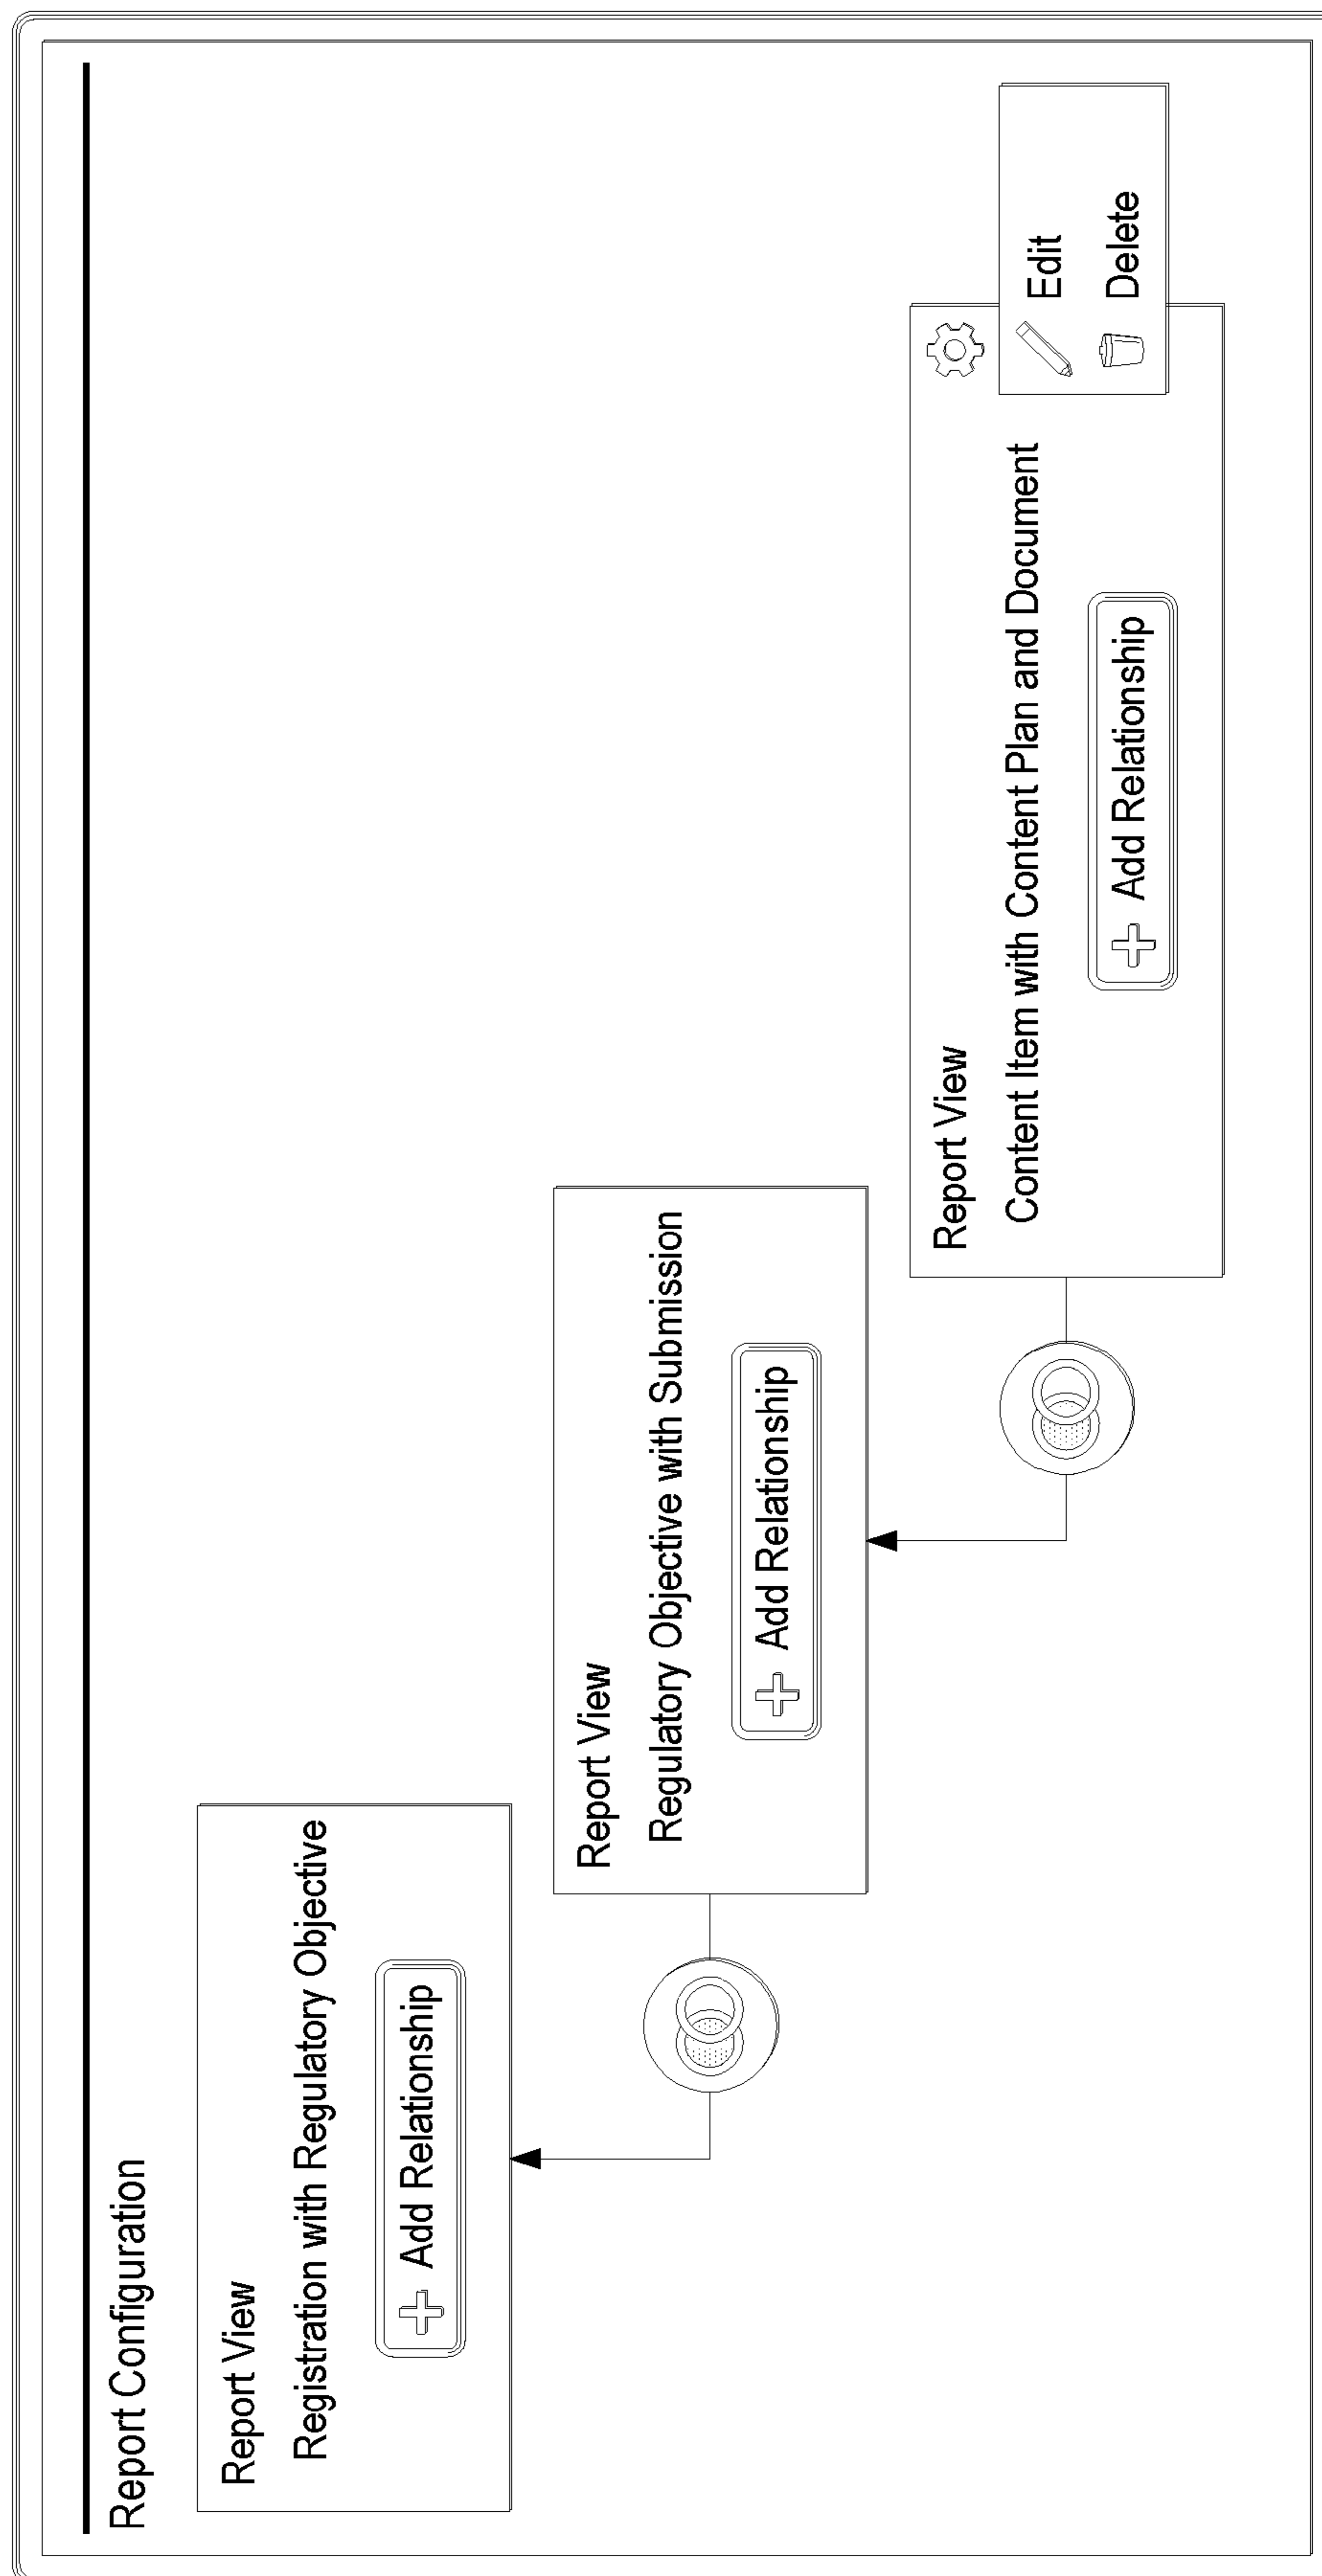 Report Configuration
Report View
Registration with Regulatory Objective
Add Relationship
Report View
Regulatory Objective with Submission
Add Relationship
Report View
Content Item with Content Plan and Document
Add Relationship
Edit
Delete